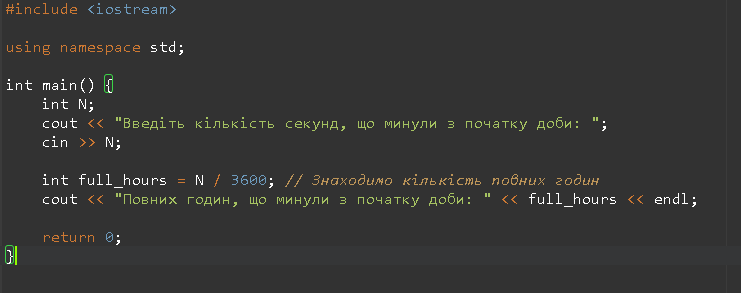 #include <iostream>
using namespace std;
int main() {
int N;
cout << "Введіть кількість секунд, що минули з початку доби: ";
cin >> N;
int full_hours = N / 3600; // Знаходимо кількість повних годин
cout << "Повних годин, що минули з початку доби: " << full_hours << endl;
return 0;
}